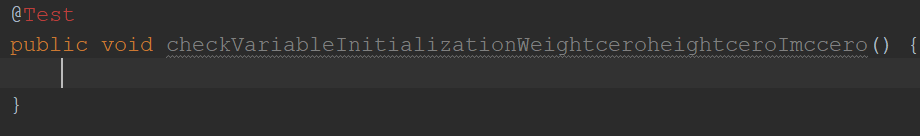 @Test
public void checkVariableInitializationWeightceroheightceroImccero() {
}